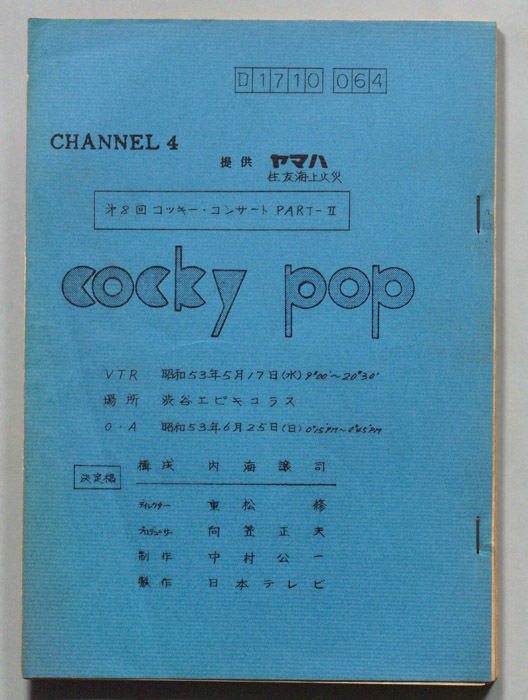 D1710 064
CHANNEL 4
提供 ヤマハ
住友海上火災
第8回コッキー・コンサート PART-II
cocky pop
VTR 昭和53年5月17日(水) 9°00'~20°30'
場所 渋谷エピキュラス
O.A 昭和53年6月25日(日) 0°15'PM~0°45'PM
構成 内海譲司
決定稿
ディレクター 重松修
プロデューサー 向笠正夫
制作 中村公一
製作 日本テレビ